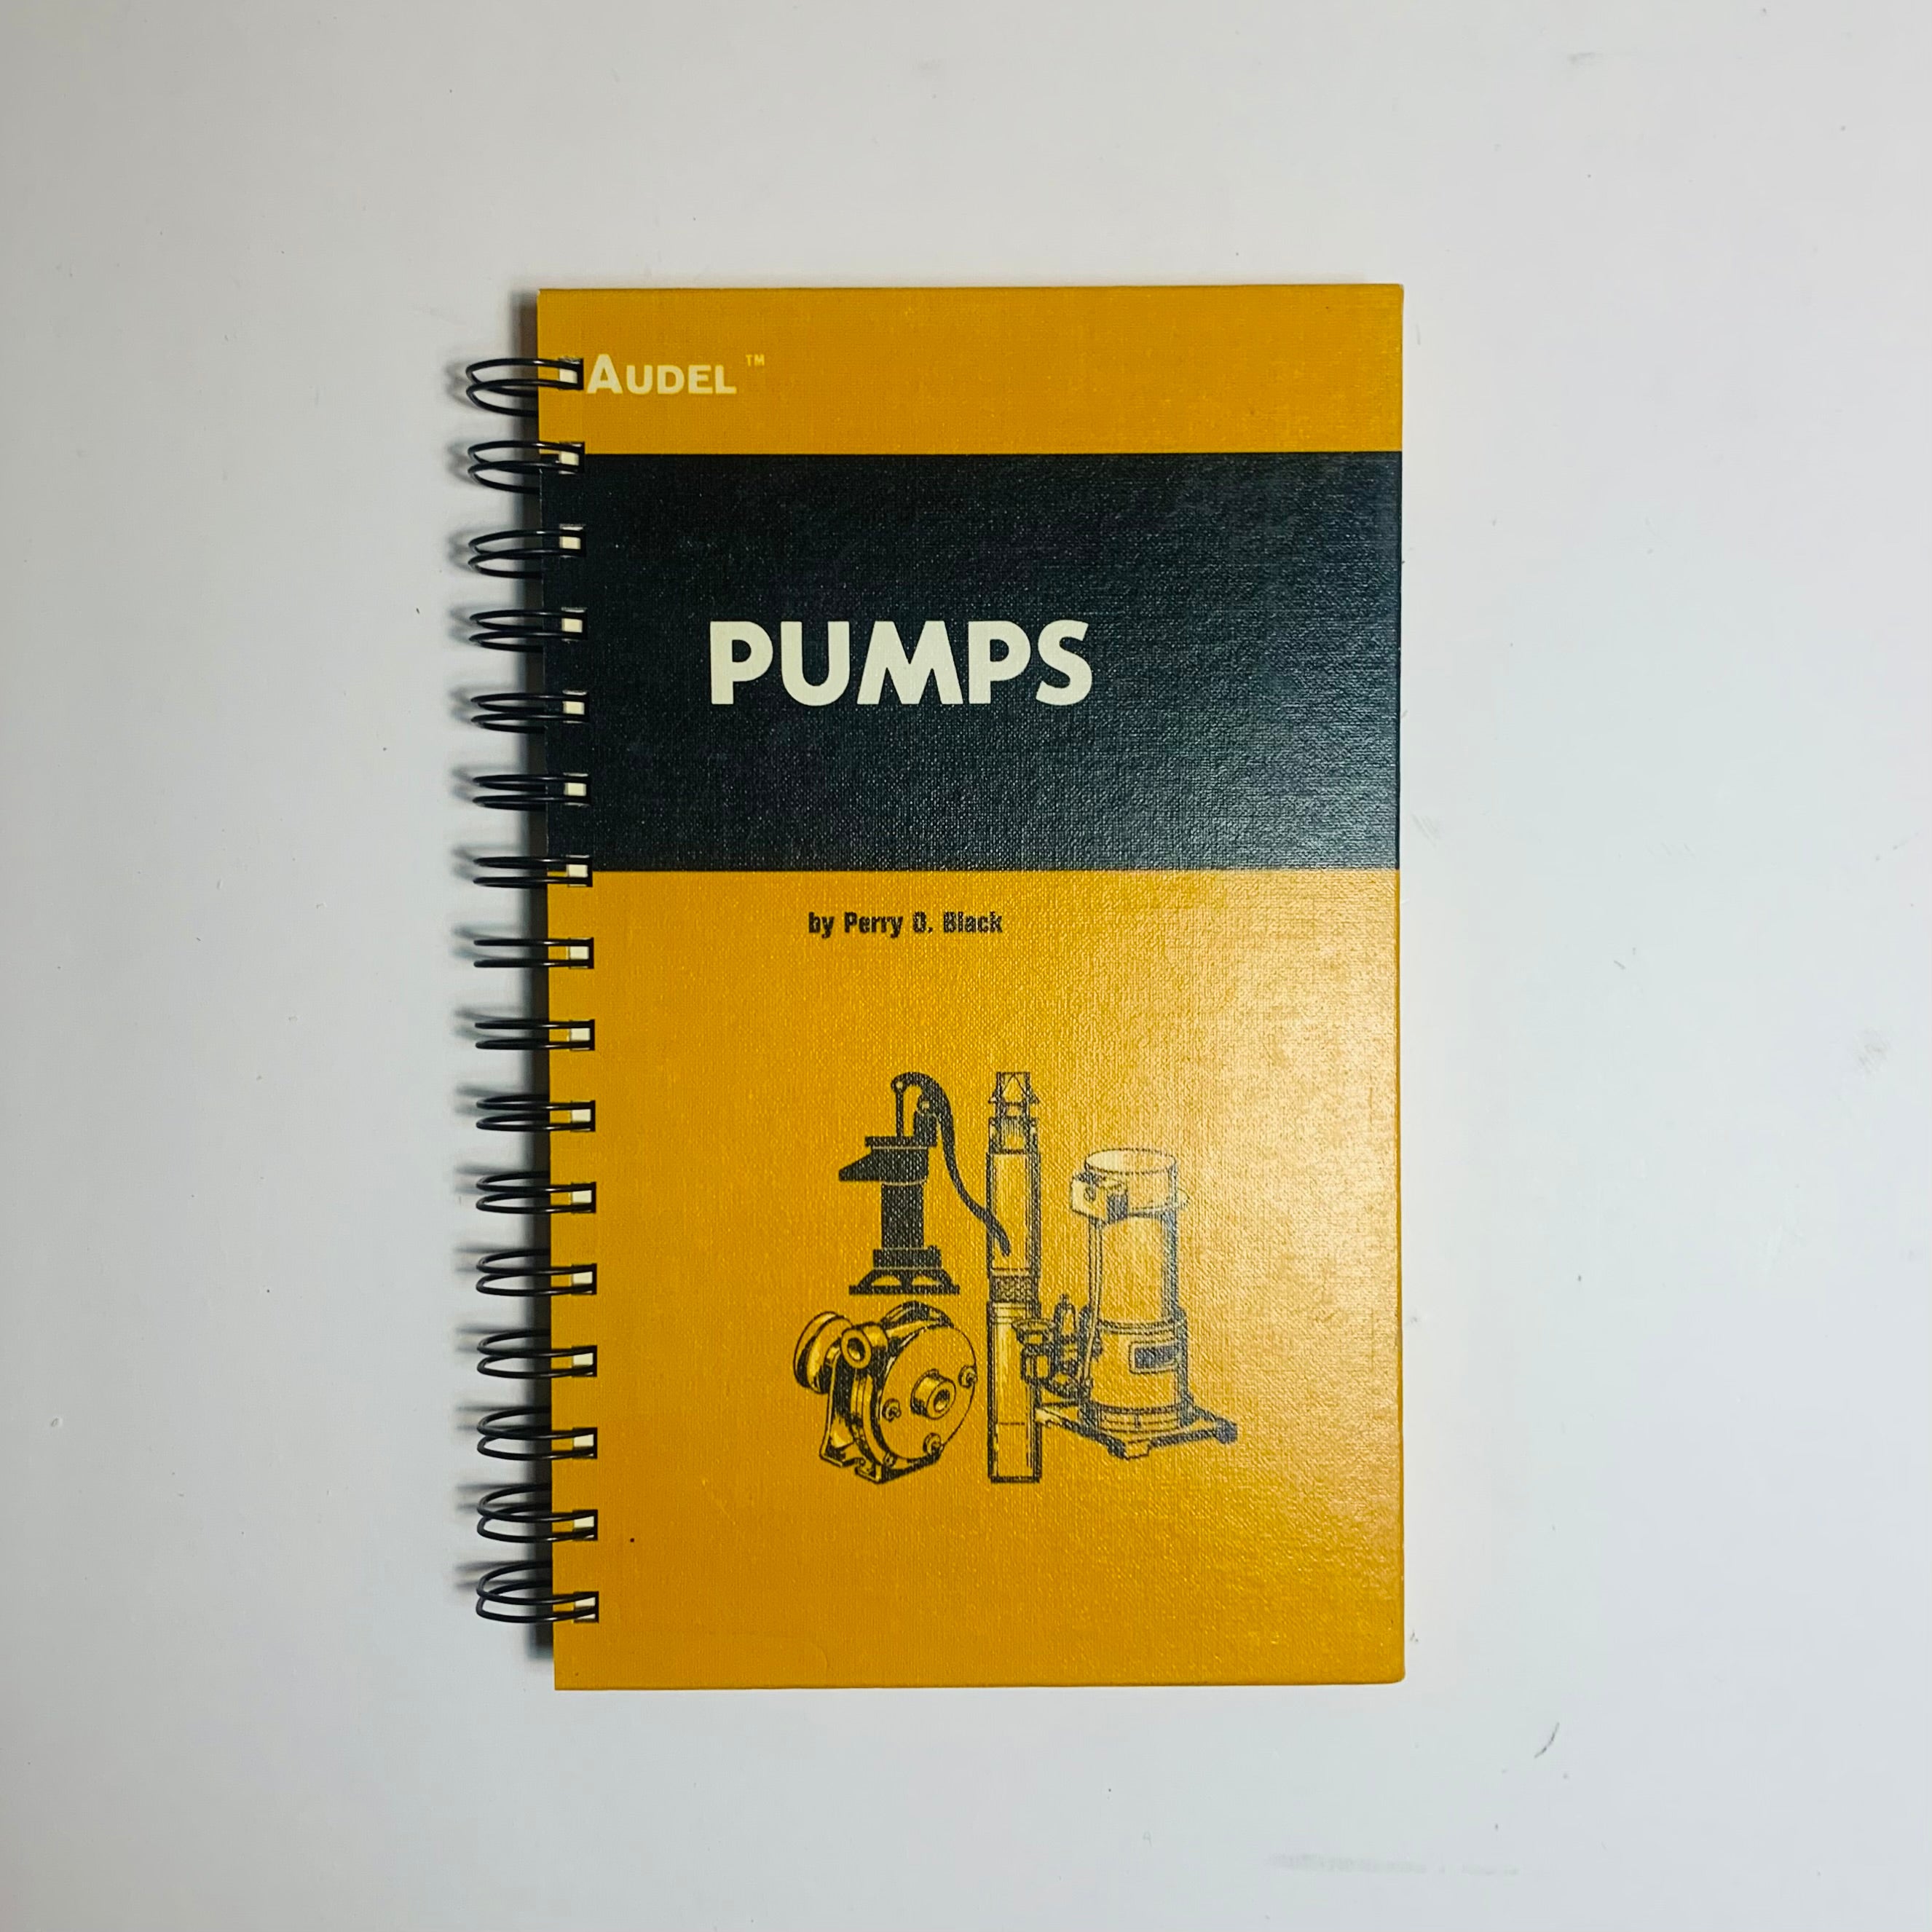 AUDEL™
PUMPS
by Perry O. Black